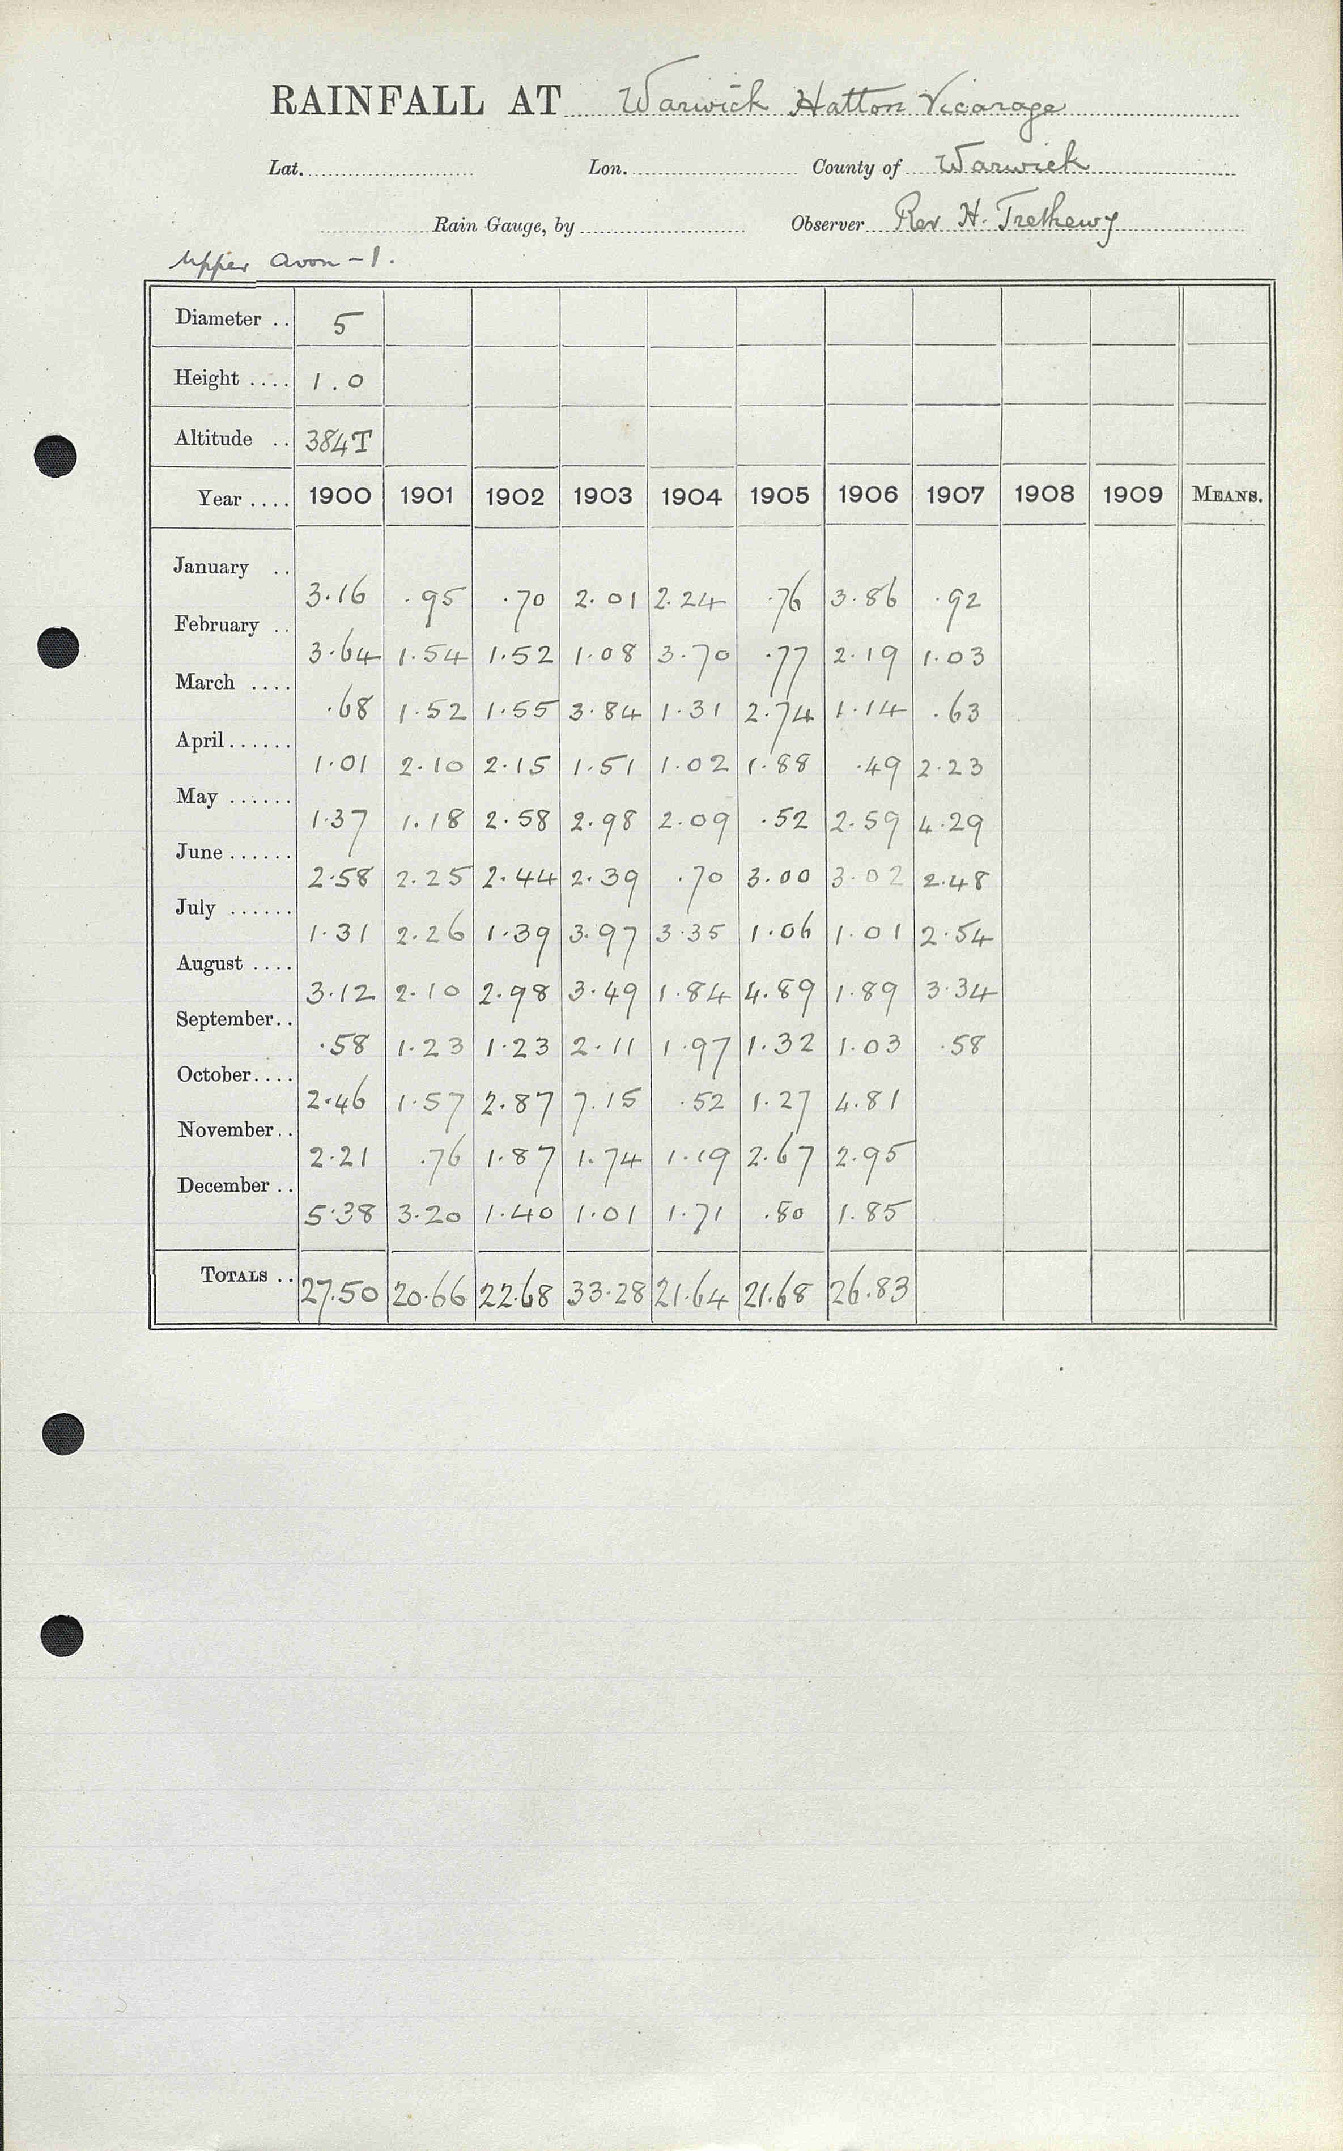 RAINFALL AT Warwick Hatton Vicarage
Lat. Lon. County of Warwick
Rain Gauge, by Observer Rev H. Trethewy
Upper Avon - 1.
Diameter .. 5
Height .... 1.0
Altitude .. 384T
Year .... 1900 1901 1902 1903 1904 1905 1906 1907 1908 1909 MEANS.
January .. 3.16 .95 .70 2.01 2.24 .76 3.86 .92
February .. 3.64 1.54 1.52 1.08 3.70 .77 2.19 1.03
March .... .68 1.52 1.55 3.84 1.31 2.74 1.14 .63
April...... 1.01 2.10 2.15 1.51 1.02 1.88 .49 2.23
May ...... 1.37 1.18 2.58 2.98 2.09 .52 2.59 4.29
June...... 2.58 2.25 2.44 2.39 .70 3.00 3.02 2.48
July ...... 1.31 2.26 1.39 3.97 3.35 1.06 1.01 2.54
August .... 3.12 2.10 2.98 3.49 1.84 4.89 1.89 3.34
September.. .58 1.23 1.23 2.11 1.97 1.32 1.03 .58
October.... 2.46 1.57 2.87 7.15 .52 1.27 4.81
November.. 2.21 .76 1.87 1.74 1.19 2.67 2.95
December .. 5.38 3.20 1.40 1.01 1.71 .80 1.85
TOTALS .. 27.50 20.66 22.68 33.28 21.64 21.68 26.83